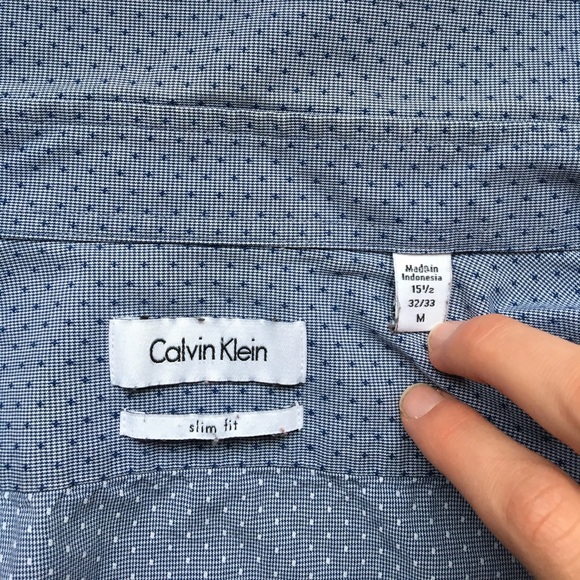 Made in
Indonesia
15½
32/33
M
Calvin Klein
slim fit